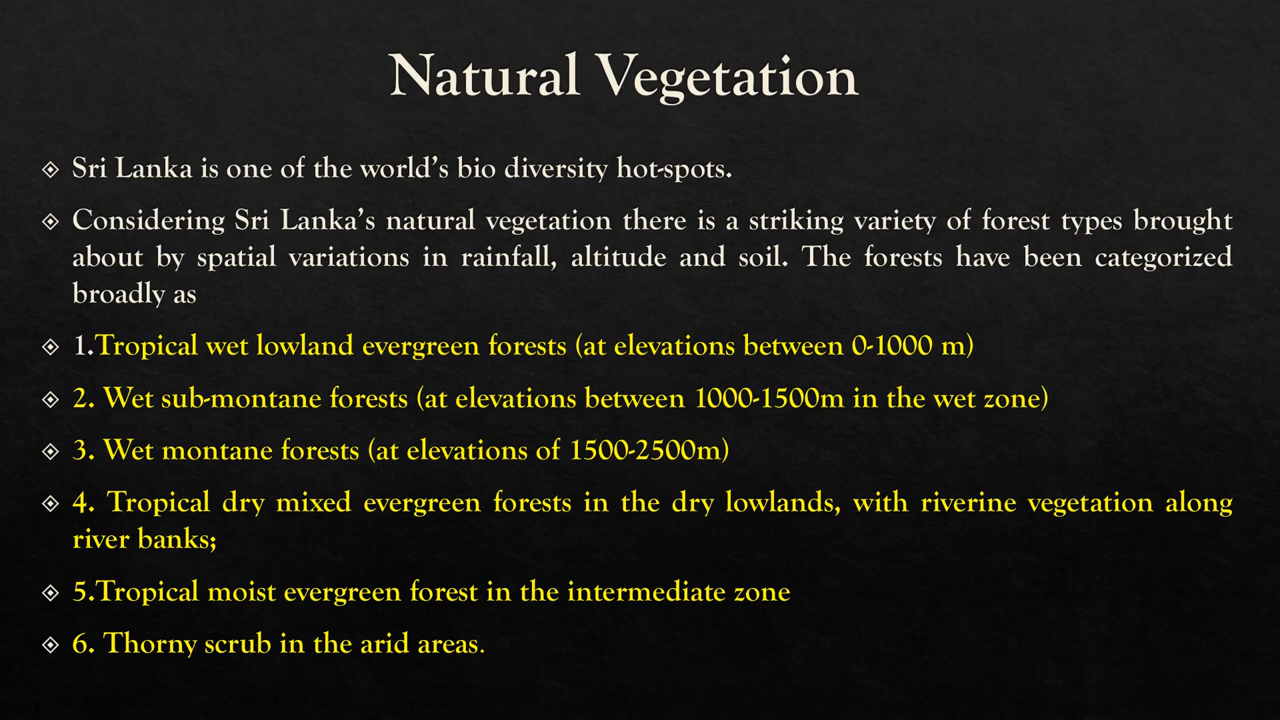 Natural Vegetation
Sri Lanka is one of the world’s bio diversity hot-spots.
Considering Sri Lanka’s natural vegetation there is a striking variety of forest types brought
about by spatial variations in rainfall, altitude and soil. The forests have been categorized
broadly as
1.Tropical wet lowland evergreen forests (at elevations between 0-1000 m)
2. Wet sub-montane forests (at elevations between 1000-1500m in the wet zone)
3. Wet montane forests (at elevations of 1500-2500m)
4. Tropical dry mixed evergreen forests in the dry lowlands, with riverine vegetation along
river banks;
5.Tropical moist evergreen forest in the intermediate zone
6. Thorny scrub in the arid areas.